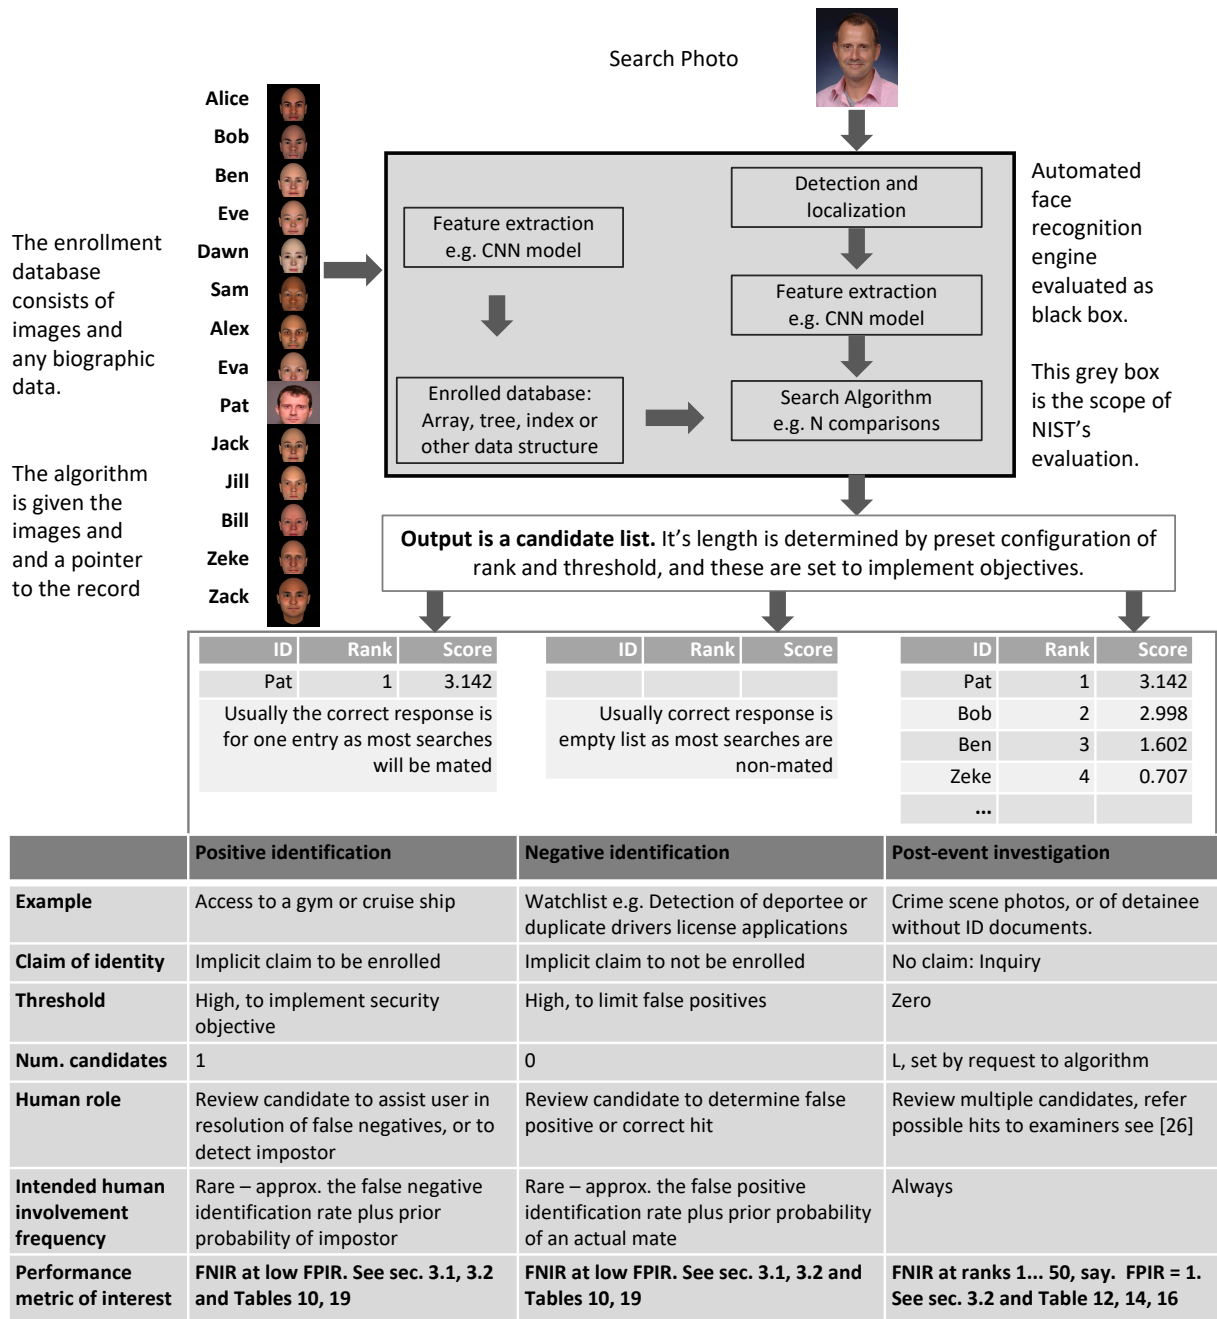 Search Photo
Alice
Bob
Ben
Eve
Dawn
Sam
Alex
Eva
Pat
Jack
Jill
Bill
Zeke
Zack
The enrollment
database
consists of
images and
any biographic
data.
The algorithm
is given the
images and
and a pointer
to the record
Feature extraction
e.g. CNN model
Enrolled database:
Array, tree, index or
other data structure
Detection and
localization
Feature extraction
e.g. CNN model
Search Algorithm
e.g. N comparisons
Automated
face
recognition
engine
evaluated as
black box.
This grey box
is the scope of
NIST's
evaluation.
Output is a candidate list. It's length is determined by preset configuration of
rank and threshold, and these are set to implement objectives.
ID Rank Score
Pat 1 3.142
Usually the correct response is
for one entry as most searches
will be mated
ID Rank Score
Usually correct response is
empty list as most searches are
non-mated
ID Rank Score
Pat 1 3.142
Bob 2 2.998
Ben 3 1.602
Zeke 4 0.707
...
Positive identification Negative identification Post-event investigation
Example
Access to a gym or cruise ship
Watchlist e.g. Detection of deportee or
duplicate drivers license applications
Crime scene photos, or of detainee
without ID documents.
Claim of identity
Implicit claim to be enrolled
Implicit claim to not be enrolled
No claim: Inquiry
Threshold
High, to implement security
objective
High, to limit false positives
Zero
Num. candidates
1
0
L, set by request to algorithm
Human role
Review candidate to assist user in
resolution of false negatives, or to
detect impostor
Review candidate to determine false
positive or correct hit
Review multiple candidates, refer
possible hits to examiners see [26]
Intended human
involvement
frequency
Rare – approx. the false negative
identification rate plus prior
probability of impostor
Rare – approx. the false positive
identification rate plus prior probability
of an actual mate
Always
Performance
metric of interest
FNIR at low FPIR. See sec. 3.1, 3.2
and Tables 10, 19
FNIR at low FPIR. See sec. 3.1, 3.2 and
Tables 10, 19
FNIR at ranks 1... 50, say. FPIR = 1.
See sec. 3.2 and Table 12, 14, 16